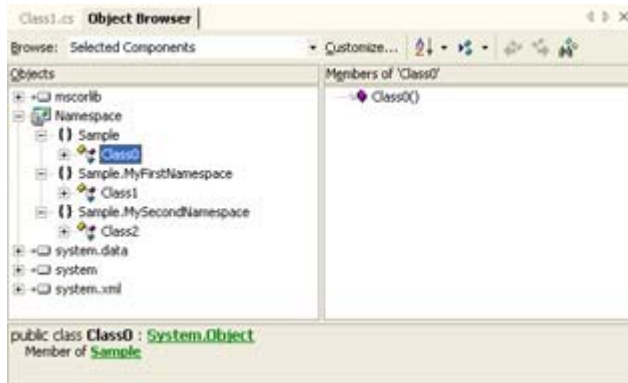 Class1.cs Object Browser
Browse: Selected Components Customize...
Objects
Members of 'Class0'
mscorlib
Class0()
Namespace
{} Sample
Class0
{} Sample.MyFirstNamespace
Class1
{} Sample.MySecondNamespace
Class2
system.data
system
system.xml
public class Class0 : System.Object
Member of Sample